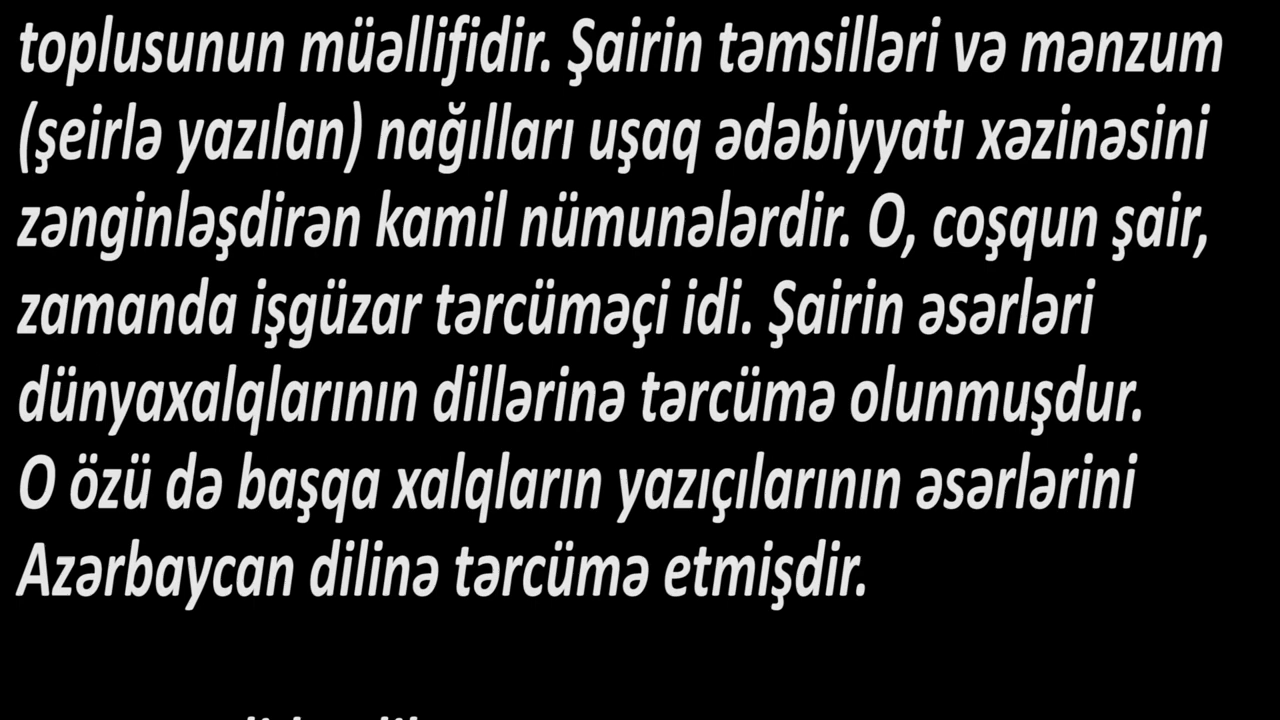 toplusunun müəllifidir. Şairin təmsilləri və mənzum
(şeirlə yazılan) nağılları uşaq ədəbiyyatı xəzinəsini
zənginləşdirən kamil nümunələrdir. O, coşqun şair,
zamanda işgüzar tərcüməçi idi. Şairin əsərləri
dünyaxalqlarının dillərinə tərcümə olunmuşdur.
O özü də başqa xalqların yazıçılarının əsərlərini
Azərbaycan dilinə tərcümə etmişdir.